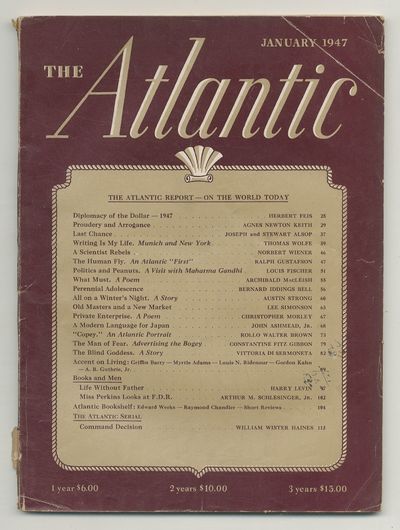 JANUARY 1947
THE Atlantic
THE ATLANTIC REPORT — ON THE WORLD TODAY
Diplomacy of the Dollar — 1947 HERBERT FEIS 25
Proudery and Arrogance AGNES NEWTON KEITH 29
Last Chance JOSEPH and STEWART ALSOP 37
Writing Is My Life. Munich and New York THOMAS WOLFE 39
A Scientist Rebels NORBERT WIENER 46
The Human Fly. An Atlantic "First" RALPH GUSTAFSON 47
Politics and Peanuts. A Visit with Mahatma Gandhi LOUIS FISCHER 51
What Must. A Poem ARCHIBALD MacLEISH 55
Perennial Adolescence BERNARD IDDINGS BELL 56
All on a Winter's Night. A Story AUSTIN STRONG 60
Old Masters and a New Market LEE SIMONSON 63
Private Enterprise. A Poem CHRISTOPHER MORLEY 67
A Modern Language for Japan JOHN ASHMEAD, Jr. 68
"Copey." An Atlantic Portrait ROLLO WALTER BROWN 73
The Man of Fear. Advertising the Bogey CONSTANTINE FITZ GIBBON 79
The Blind Goddess. A Story VITTORIA DI SERMONETA 82
Accent on Living: Griffin Barry — Myrtle Adams — Louis N. Ridenour — Gordon Kahn
— A. B. Guthrie, Jr.
Books and Men
Life Without Father HARRY LEVIN 97
Miss Perkins Looks at F.D.R. ARTHUR M. SCHLESINGER, Jr. 102
Atlantic Bookshelf: Edward Weeks — Raymond Chandler — Short Reviews 104
THE ATLANTIC SERIAL
Command Decision WILLIAM WISTER HAINES 113
1 year $6.00 2 years $10.00 3 years $13.00